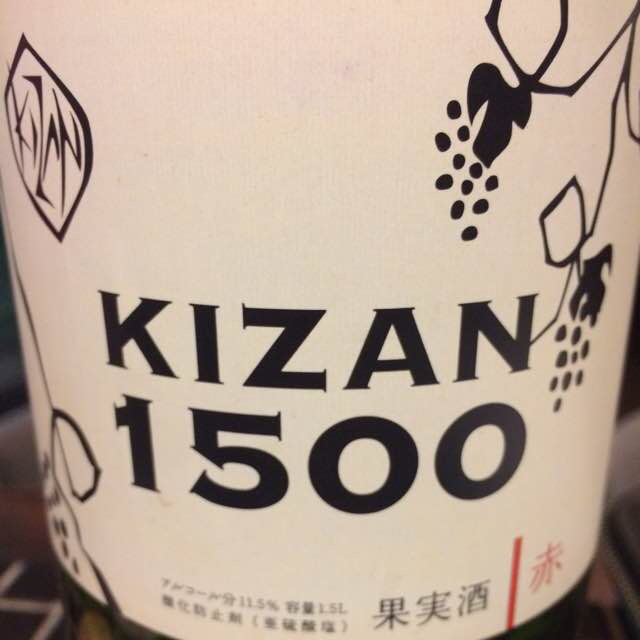 KIZAN
KIZAN
1500
アルコール分11.5% 容量1.5L
酸化防止剤(亜硫酸塩)
果実酒
赤